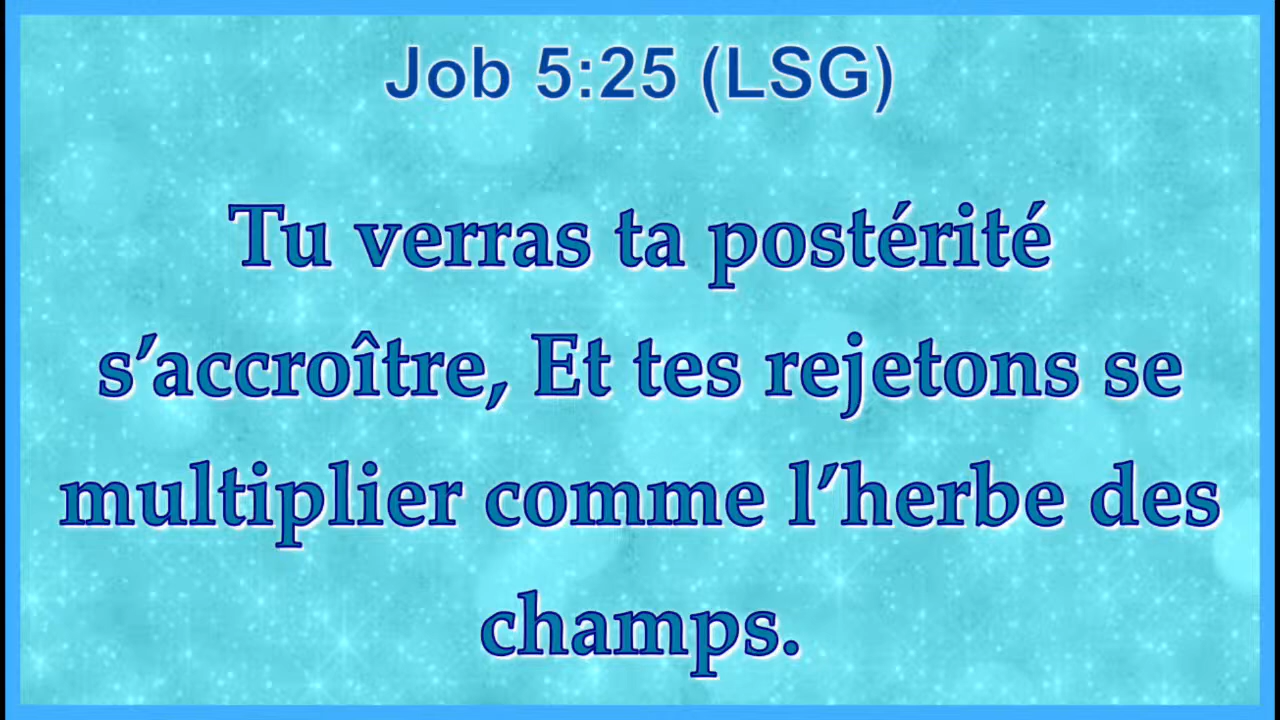 Job 5:25 (LSG)
Tu verras ta postérité
s’accroître, Et tes rejetons se
multiplier comme l’herbe des
champs.